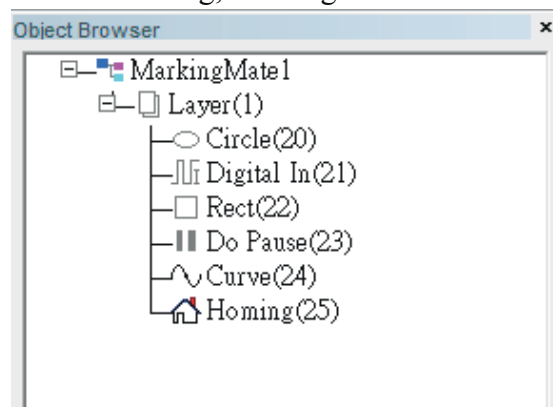 Object Browser x
MarkingMate1
Layer(1)
Circle(20)
Digital In(21)
Rect(22)
Do Pause(23)
Curve(24)
Homing(25)